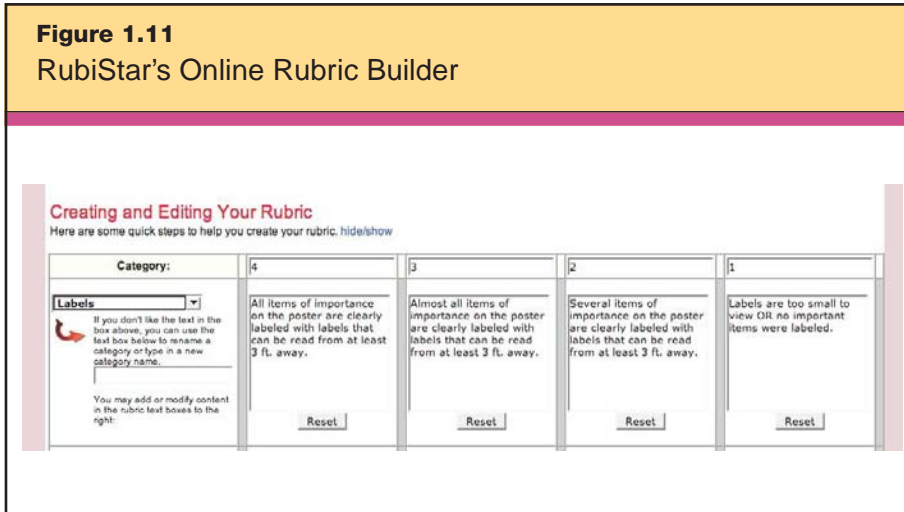 Figure 1.11
RubiStar's Online Rubric Builder
Creating and Editing Your Rubric
Here are some quick steps to help you create your rubric. hide/show
Category:
4
3
2
1
Labels
If you don't like the text in the
box above, you can use the
text box below to rename a
category or type in a new
category name.
You may add or modify content
in the rubric text boxes to the
right:
All items of importance
on the poster are clearly
labeled with labels that
can be read from at least
3 ft. away.
Reset
Almost all items of
importance on the poster
are clearly labeled with
labels that can be read
from at least 3 ft. away.
Reset
Several items of
importance on the poster
are clearly labeled with
labels that can be read
from at least 3 ft. away.
Reset
Labels are too small to
view OR no important
items were labeled.
Reset